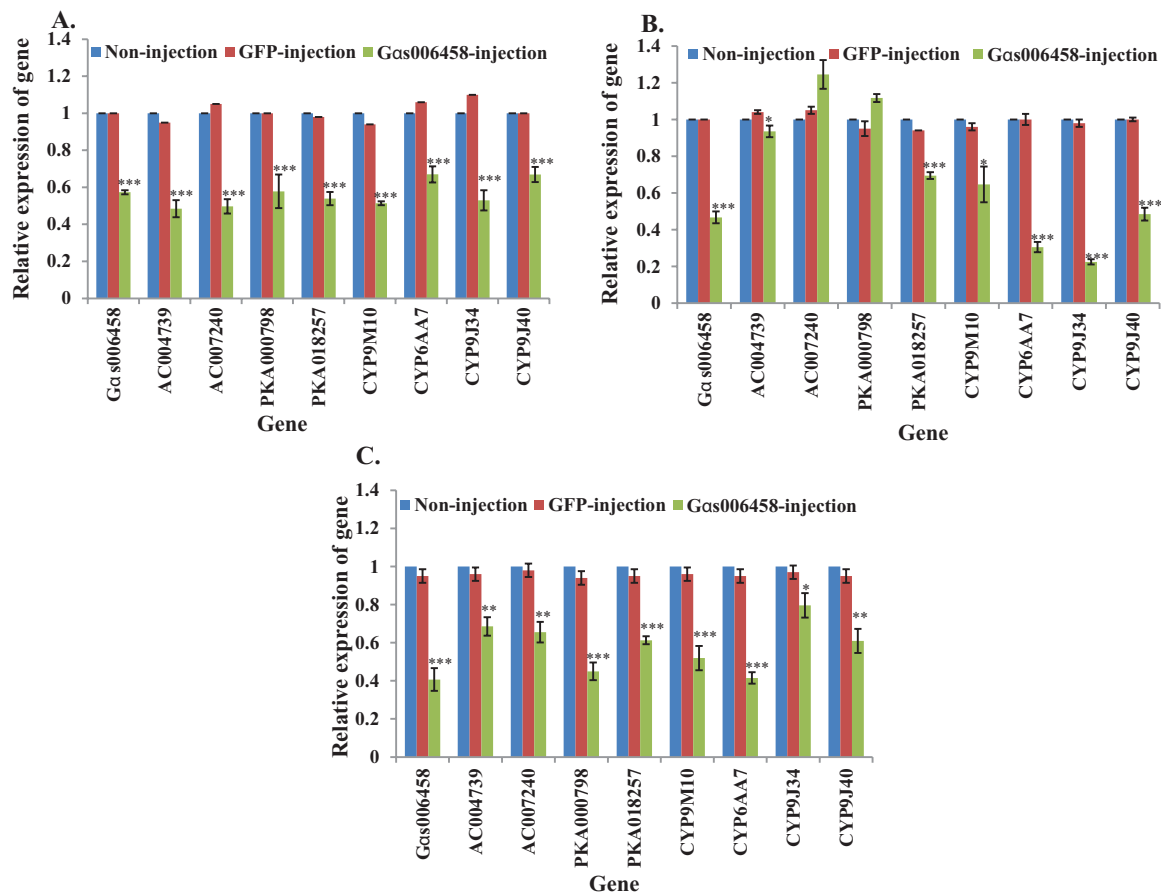 A.
Non-injection GFP-injection Gαs006458-injection
Relative expression of gene
1.4
1.2
1
0.8
0.6
0.4
0.2
0
*** *** *** *** *** *** *** *** ***
Gαs006458
AC004739
AC007240
PKA000798
PKA018257
CYP9M10
CYP6AA7
CYP9J34
CYP9J40
Gene
B.
Non-injection GFP-injection Gαs006458-injection
Relative expression of gene
1.4
1.2
1
0.8
0.6
0.4
0.2
0
*** * *** * *** *** ***
Gα s006458
AC004739
AC007240
PKA000798
PKA018257
CYP9M10
CYP6AA7
CYP9J34
CYP9J40
Gene
C.
Non-injection GFP-injection Gαs006458-injection
Relative expression of gene
1.4
1.2
1
0.8
0.6
0.4
0.2
0
*** ** ** *** *** *** *** * **
Gαs006458
AC004739
AC007240
PKA000798
PKA018257
CYP9M10
CYP6AA7
CYP9J34
CYP9J40
Gene